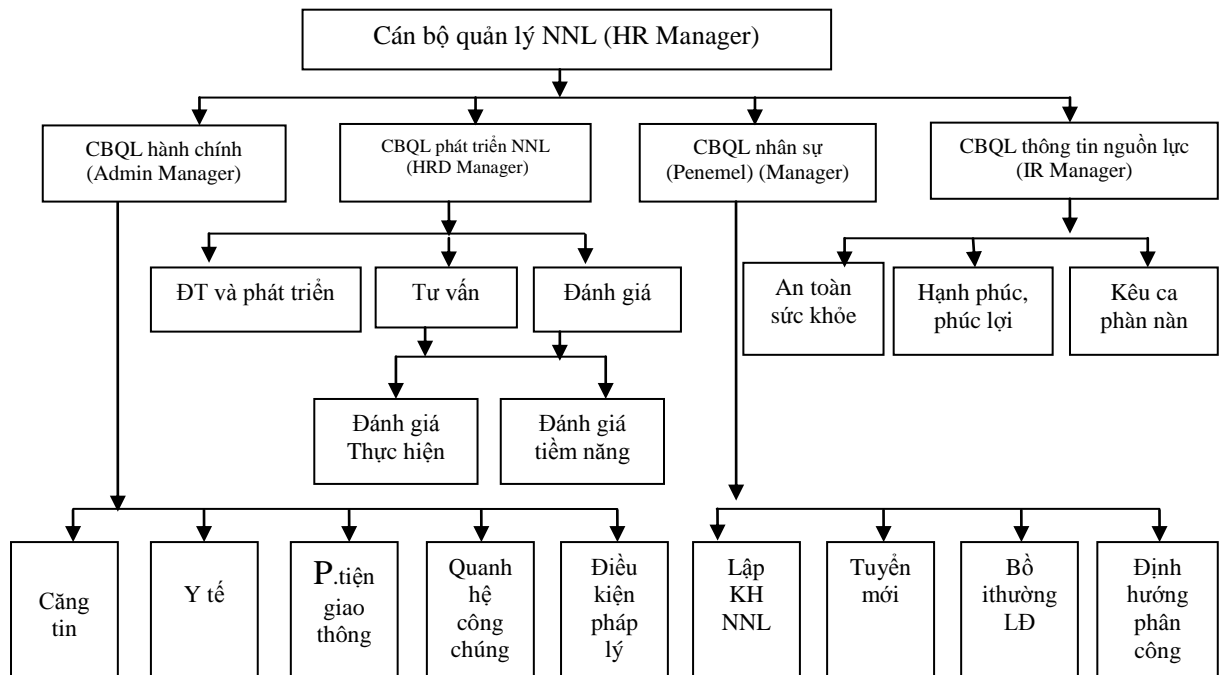 Cán bộ quản lý NNL (HR Manager)
CBQL hành chính
(Admin Manager)
CBQL phát triển NNL
(HRD Manager)
CBQL nhân sự
(Penemel) (Manager)
CBQL thông tin nguồn lực
(IR Manager)
ĐT và phát triển
Tư vấn
Đánh giá
An toàn
sức khỏe
Hạnh phúc,
phúc lợi
Kêu ca
phàn nàn
Đánh giá
Thực hiện
Đánh giá
tiềm năng
Căng
tin
Y tế
P.tiện
giao
thông
Quanh
hệ
công
chúng
Điều
kiện
pháp
lý
Lập
KH
NNL
Tuyển
mới
Bồ
ithường
LĐ
Định
hướng
phân
công